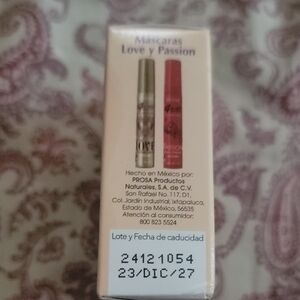 Máscaras
Love y Passion
LOVE
Hecho en México por:
PROSA Productos
Naturales, S.A. de C.V.
San Rafael No. 117, D1,
Col. Jardín Industrial, Ixtapaluca,
Estado de México, 56535
Atención al consumidor:
800 823 5524
Lote y Fecha de caducidad
24121054
23/DIC/27